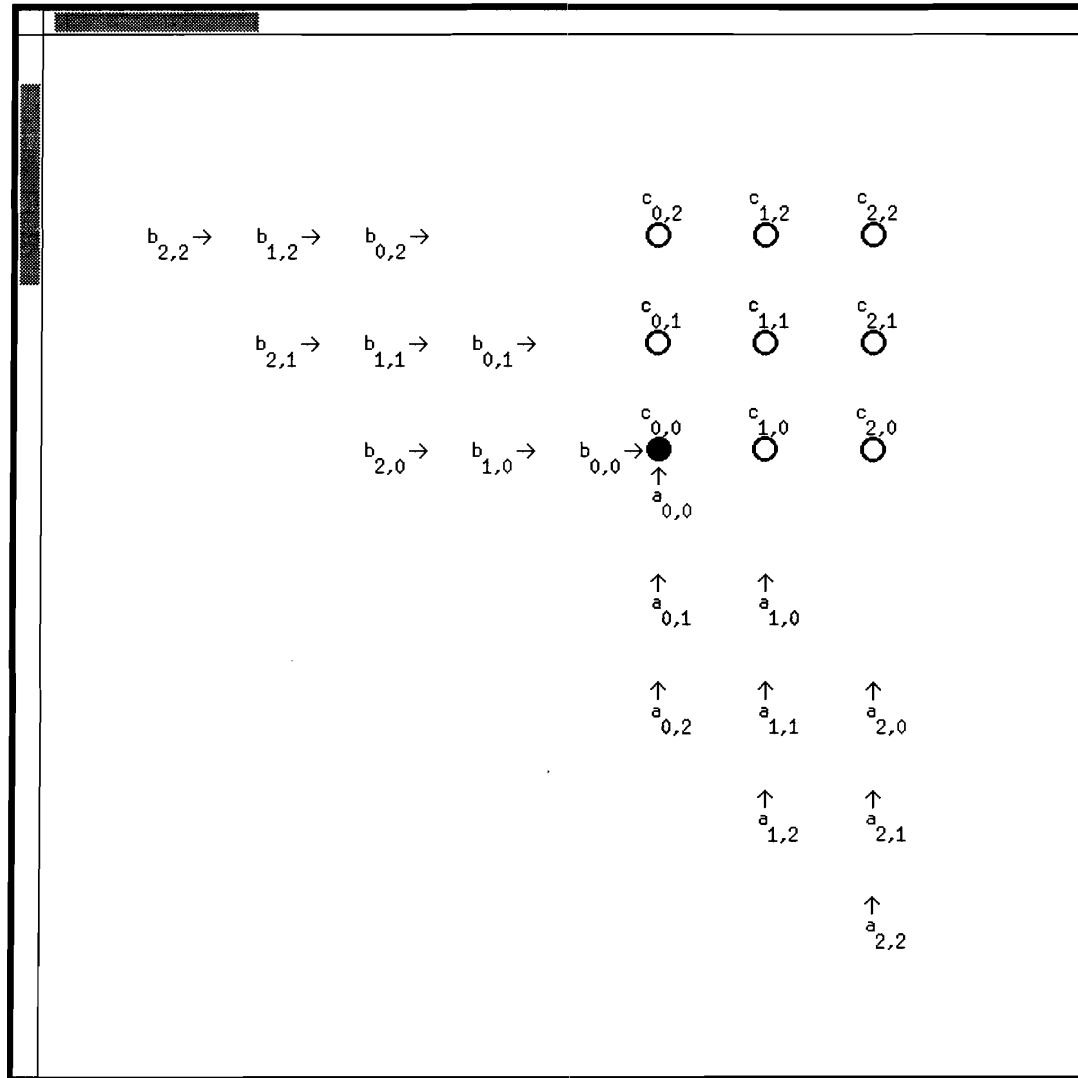 c0,2 c1,2 c2,2
b2,2→ b1,2→ b0,2→
c0,1 c1,1 c2,1
b2,1→ b1,1→ b0,1→
c0,0 c1,0 c2,0
b2,0→ b1,0→ b0,0→
↑ a0,0
↑ a0,1 ↑ a1,0
↑ a0,2 ↑ a1,1 ↑ a2,0
↑ a1,2 ↑ a2,1
↑ a2,2